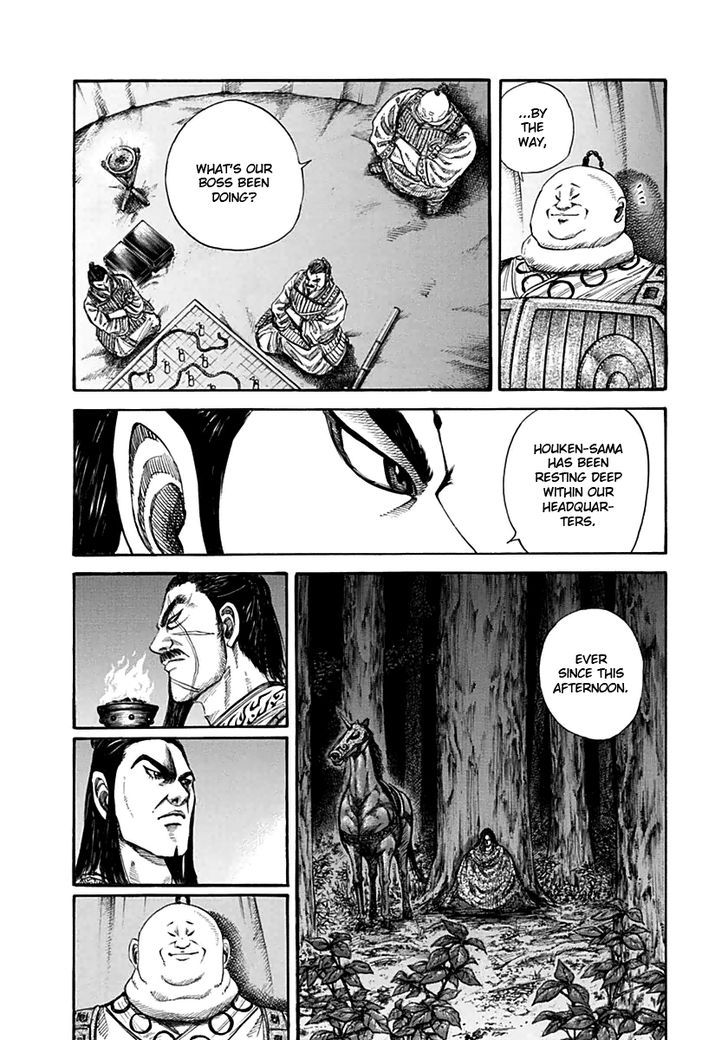 ...BY
THE
WAY,
WHAT'S OUR
BOSS BEEN
DOING?
HOUKEN-SAMA
HAS BEEN
RESTING DEEP
WITHIN OUR
HEADQUAR-
TERS.
EVER
SINCE THIS
AFTERNOON.